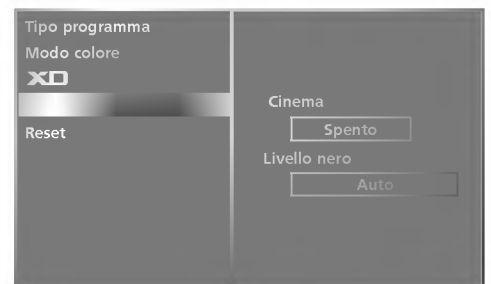 Tipo programma
Modo colore
XD
Reset
Cinema
Spento
Livello nero
Auto